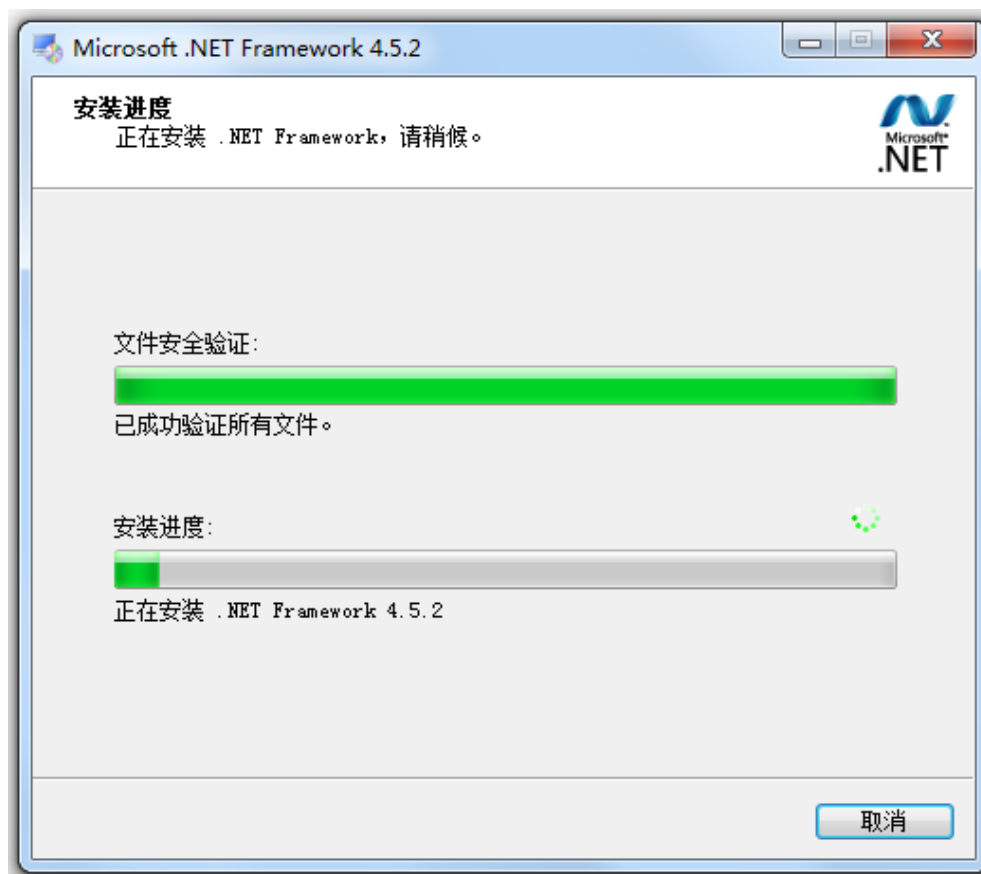 Microsoft .NET Framework 4.5.2
安装进度
正在安装 .NET Framework，请稍候。
Microsoft
.NET
文件安全验证:
已成功验证所有文件。
安装进度:
正在安装 .NET Framework 4.5.2
取消